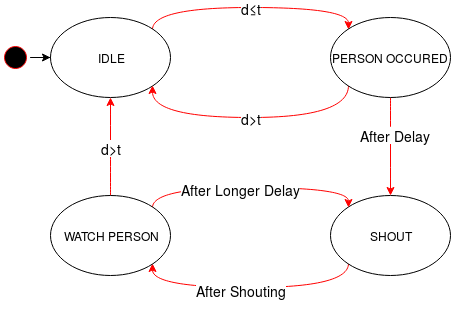 d≤t
IDLE
PERSON OCCURED
d>t
After Delay
d>t
After Longer Delay
WATCH PERSON
SHOUT
After Shouting